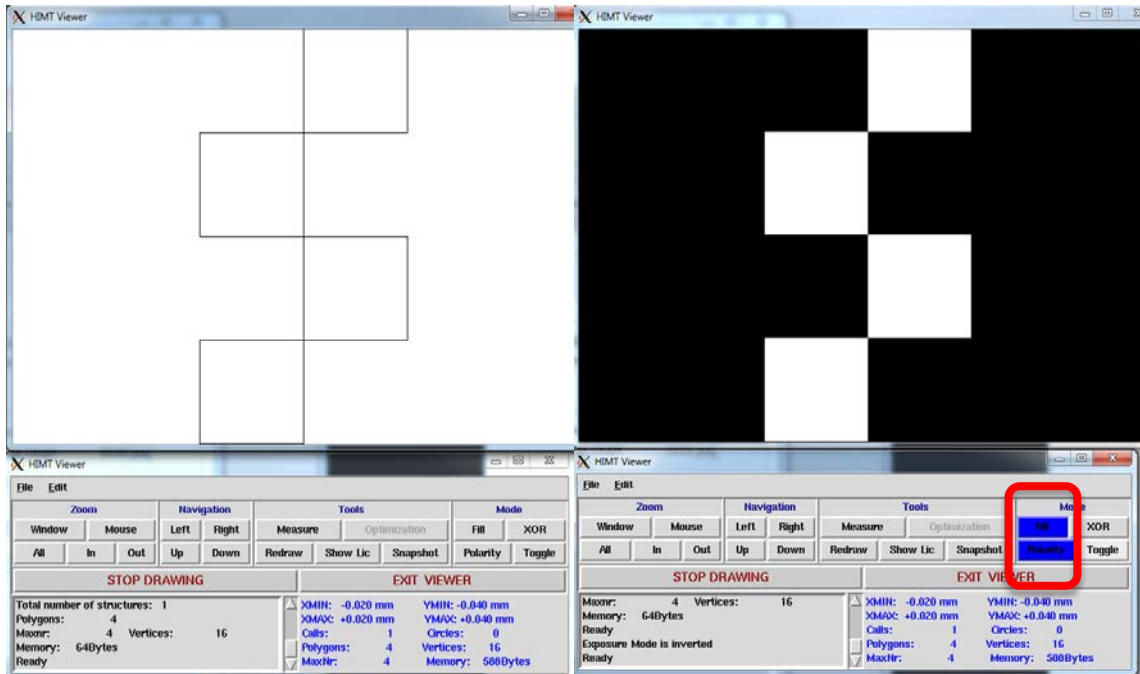 HIMT Viewer
HIMT Viewer
HIMT Viewer
File Edit
Zoom Navigation Tools Mode
Window Mouse Left Right Measure Optimization Fill XOR
All In Out Up Down Redraw Show Lic Snapshot Polarity Toggle
STOP DRAWING EXIT VIEWER
Total number of structures: 1
Polygons: 4
Maxnr: 4 Vertices: 16
Memory: 64Bytes
Ready
XMIN: -0.020 mm YMIN: -0.040 mm
XMAX: +0.020 mm YMAX: +0.040 mm
Calls: 1 Circles: 0
Polygons: 4 Vertices: 16
MaxNr: 4 Memory: 588Bytes
HIMT Viewer
File Edit
Zoom Navigation Tools Mode
Window Mouse Left Right Measure Optimization Fill XOR
All In Out Up Down Redraw Show Lic Snapshot Polarity Toggle
STOP DRAWING EXIT VIEWER
Maxnr: 4 Vertices: 16
Memory: 64Bytes
Ready
Exposure Mode is inverted
Ready
XMIN: -0.020 mm YMIN: -0.040 mm
XMAX: +0.020 mm YMAX: +0.040 mm
Calls: 1 Circles: 0
Polygons: 4 Vertices: 16
MaxNr: 4 Memory: 588Bytes